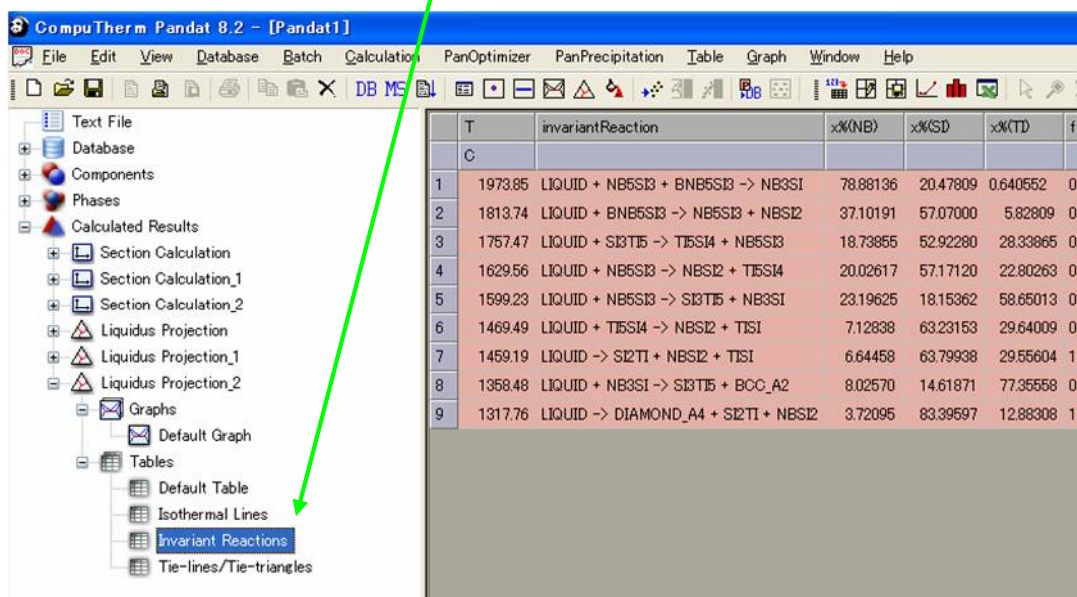 CompuTherm Pandat 8.2 - [Pandat1]
File Edit View Database Batch Calculation PanOptimizer PanPrecipitation Table Graph Window Help
DB MS
Text File
Database
Components
Phases
Calculated Results
Section Calculation
Section Calculation_1
Section Calculation_2
Liquidus Projection
Liquidus Projection_1
Liquidus Projection_2
Graphs
Default Graph
Tables
Default Table
Isothermal Lines
Invariant Reactions
Tie-lines/Tie-triangles
T invariantReaction x%(NB) x%(SI) x%(TI) f
C
1 1973.85 LIQUID + NB5SI3 + BNB5SI3 -> NB3SI 78.88136 20.47809 0.640552 0
2 1813.74 LIQUID + BNB5SI3 -> NB5SI3 + NBSI2 37.10191 57.07000 5.82809 0
3 1757.47 LIQUID + SI3TI5 -> TI5SI4 + NB5SI3 18.73855 52.92280 28.33865 0
4 1629.56 LIQUID + NB5SI3 -> NBSI2 + TI5SI4 20.02617 57.17120 22.80263 0
5 1599.23 LIQUID + NB5SI3 -> SI3TI5 + NB3SI 23.19625 18.15362 58.65013 0
6 1469.49 LIQUID + TI5SI4 -> NBSI2 + TISI 7.12838 63.23153 29.64009 0
7 1459.19 LIQUID -> SI2TI + NBSI2 + TISI 6.64458 63.79938 29.55604 1
8 1358.48 LIQUID + NB3SI -> SI3TI5 + BCC_A2 8.02570 14.61871 77.35558 0
9 1317.76 LIQUID -> DIAMOND_A4 + SI2TI + NBSI2 3.72095 83.39597 12.88308 1